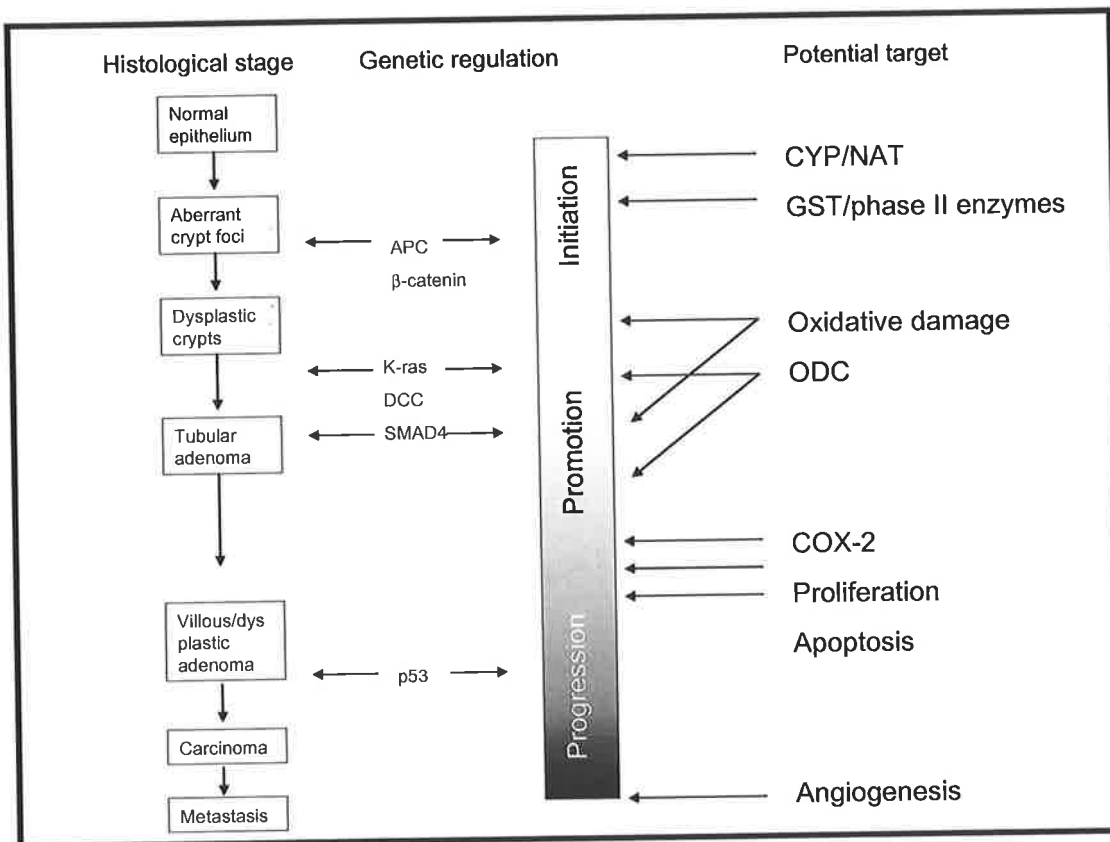 Histological stage
Genetic regulation
Potential target
Normal
epithelium
Aberrant
crypt foci
Dysplastic
crypts
Tubular
adenoma
Villous/dys
plastic
adenoma
Carcinoma
Metastasis
APC
β-catenin
K-ras
DCC
SMAD4
p53
Initiation
Promotion
Progression
CYP/NAT
GST/phase II enzymes
Oxidative damage
ODC
COX-2
Proliferation
Apoptosis
Angiogenesis